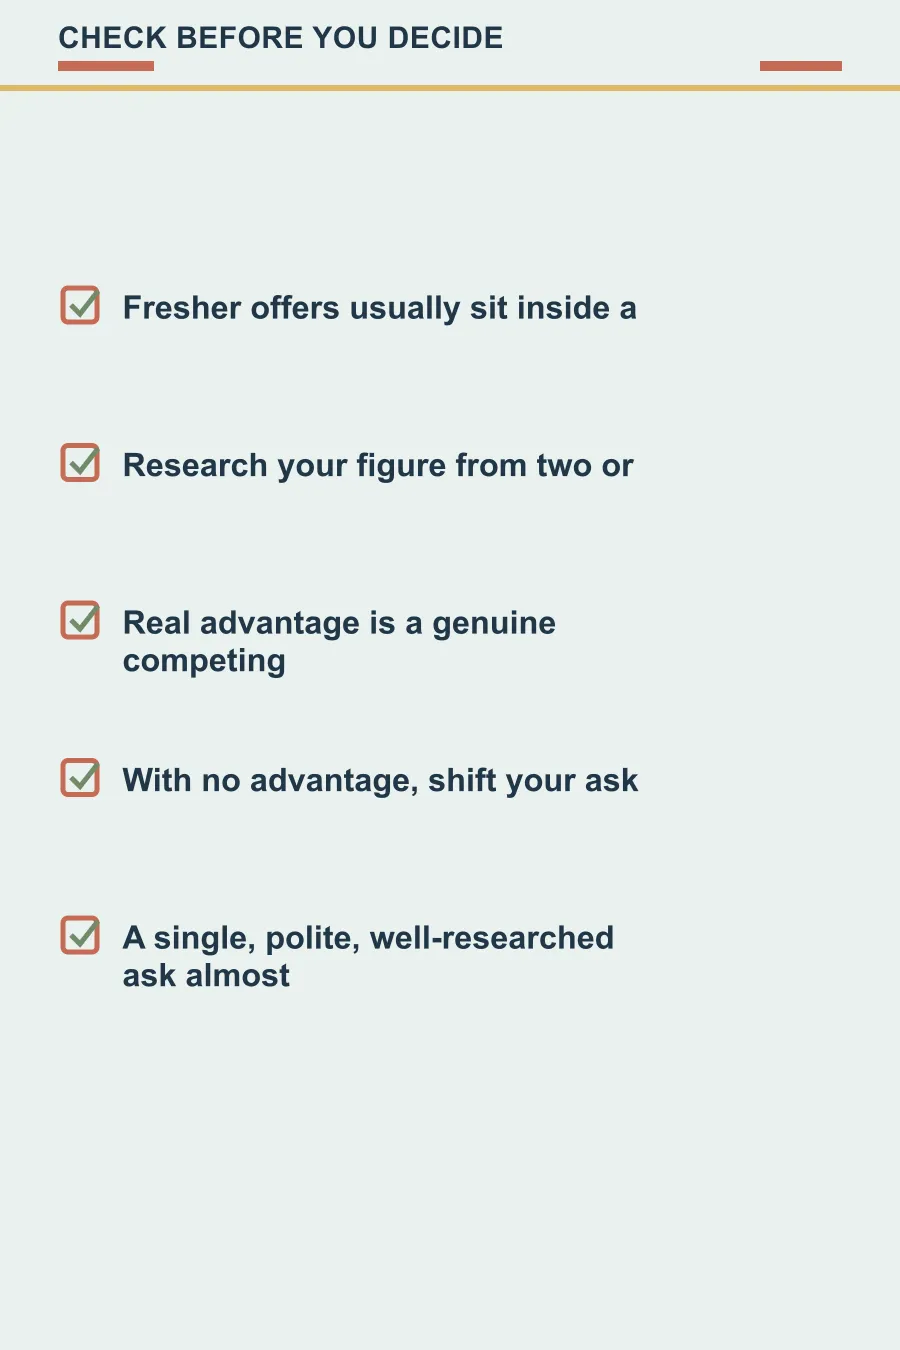 CHECK BEFORE YOU DECIDE
Fresher offers usually sit inside a
Research your figure from two or
Real advantage is a genuine
competing
With no advantage, shift your ask
A single, polite, well-researched
ask almost